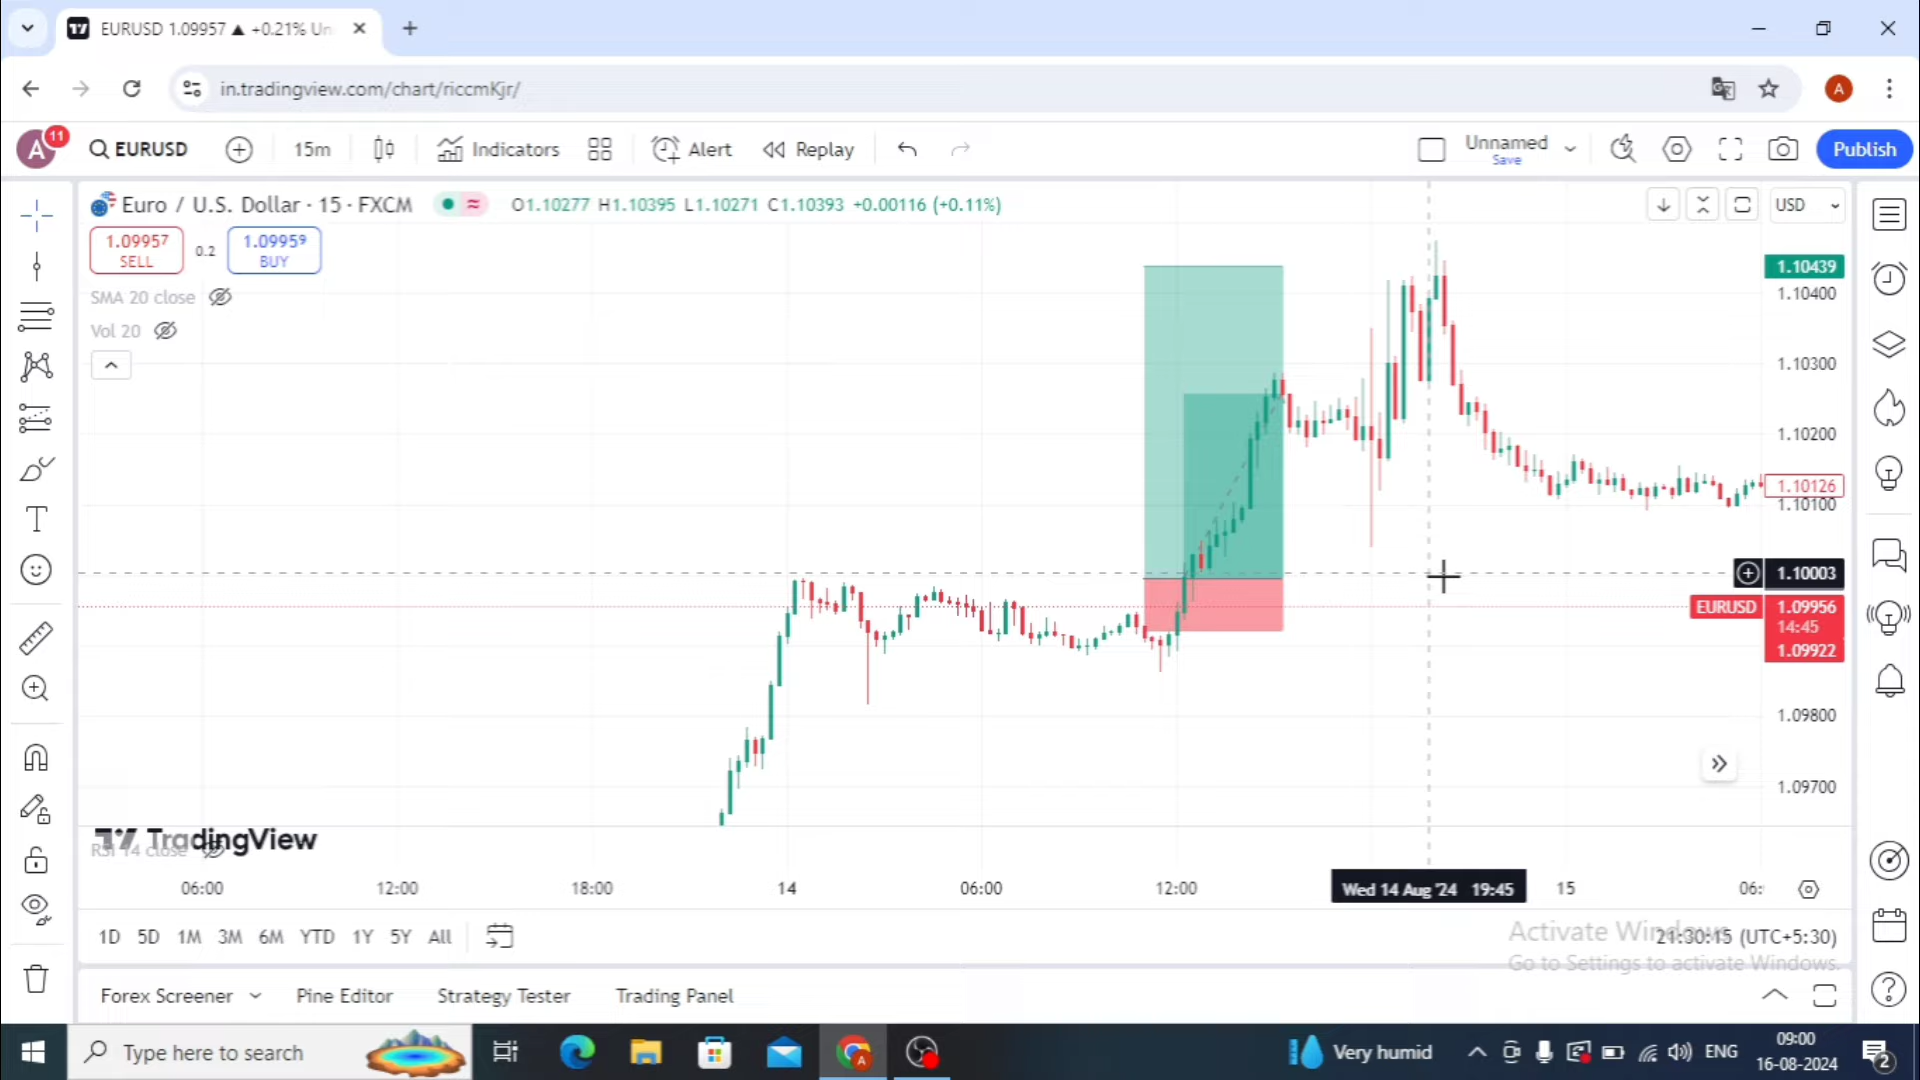 EURUSD 1.09957 ▲ +0.21% Un
in.tradingview.com/chart/riccmKjr/
A
A
11
EURUSD
15m
Indicators
Alert
Replay
Unnamed
Save
Publish
Euro / U.S. Dollar · 15 · FXCM
O1.10277 H1.10395 L1.10271 C1.10393 +0.00116 (+0.11%)
USD
1.09957
SELL
0.2
1.09959
BUY
SMA 20 close
Vol 20
1.10439
1.10400
1.10300
1.10200
1.10126
1.10100
1.10003
EURUSD
1.09956
14:45
1.09922
1.09800
1.09700
TradingView
RSI 14 close
06:00
12:00
18:00
14
06:00
12:00
Wed 14 Aug '24 19:45
15
06:
1D 5D 1M 3M 6M YTD 1Y 5Y All
21:30:15 (UTC+5:30)
Activate Windows
Go to Settings to activate Windows.
Forex Screener
Pine Editor
Strategy Tester
Trading Panel
Type here to search
Very humid
ENG
09:00
16-08-2024
2